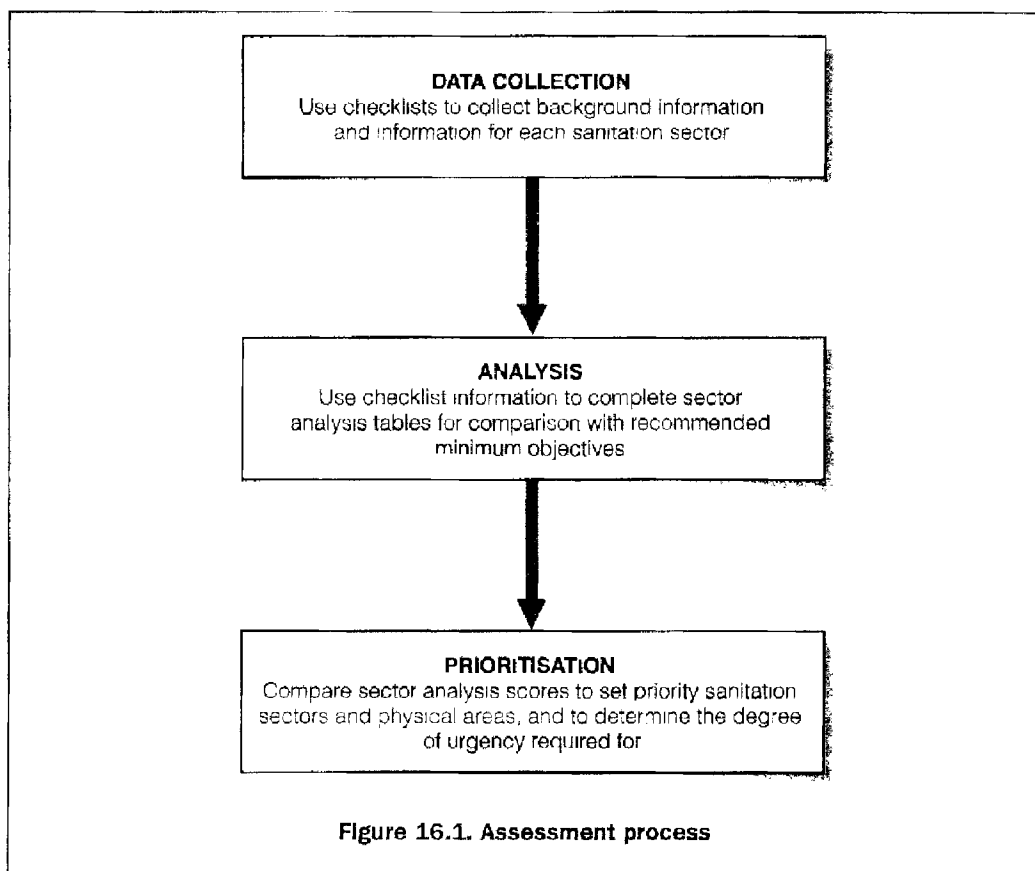 DATA COLLECTION
Use checklists to collect background information
and information for each sanitation sector
ANALYSIS
Use checklist information to complete sector
analysis tables for comparison with recommended
minimum objectives
PRIORITISATION
Compare sector analysis scores to set priority sanitation
sectors and physical areas, and to determine the degree
of urgency required for
Figure 16.1. Assessment process